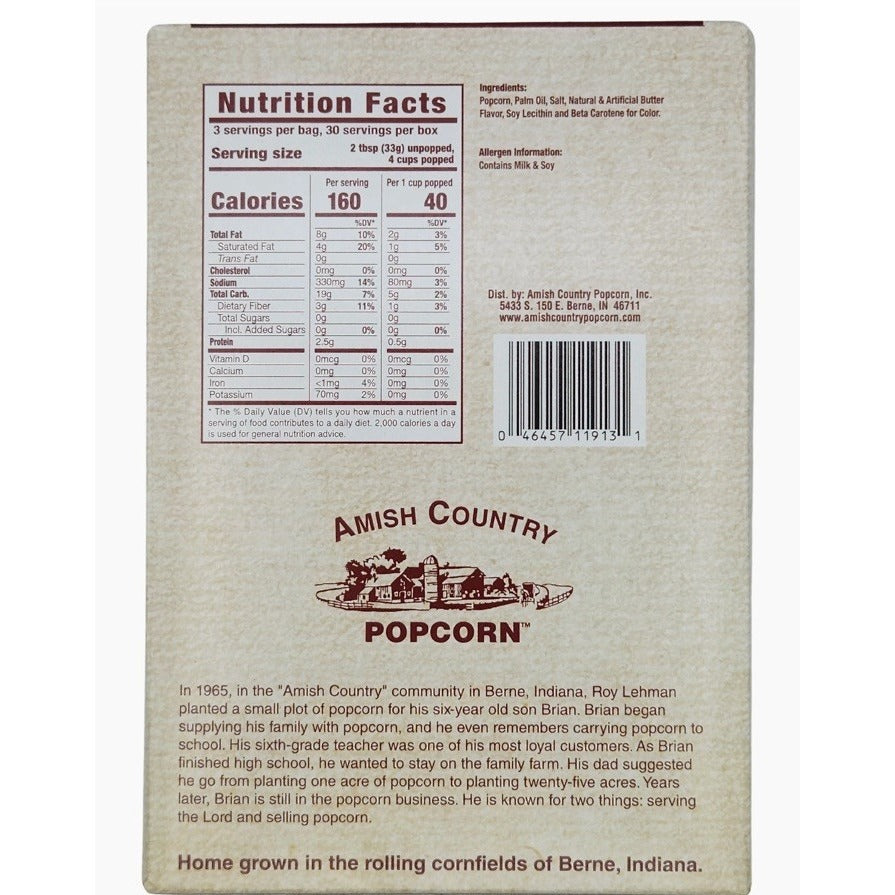 Nutrition Facts
3 servings per bag, 30 servings per box
Serving size 2 tbsp (33g) unpopped,
4 cups popped
Per serving Per 1 cup popped
Calories 160 40
%DV* %DV*
Total Fat 8g 10% 2g 3%
Saturated Fat 4g 20% 1g 5%
Trans Fat 0g 0g
Cholesterol 0mg 0% 0mg 0%
Sodium 330mg 14% 80mg 3%
Total Carb. 19g 7% 5g 2%
Dietary Fiber 3g 11% 1g 3%
Total Sugars 0g 0g
Incl. Added Sugars 0g 0% 0g 0%
Protein 2.5g 0.5g
Vitamin D 0mcg 0% 0mcg 0%
Calcium 0mg 0% 0mg 0%
Iron <1mg 4% 0mg 0%
Potassium 70mg 2% 0mg 0%
* The % Daily Value (DV) tells you how much a nutrient in a
serving of food contributes to a daily diet. 2,000 calories a day
is used for general nutrition advice.
Ingredients:
Popcorn, Palm Oil, Salt, Natural & Artificial Butter
Flavor, Soy Lecithin and Beta Carotene for Color.
Allergen Information:
Contains Milk & Soy
Dist. by: Amish Country Popcorn, Inc.
5433 S. 150 E. Berne, IN 46711
www.amishcountrypopcorn.com
0 46457 11913 1
AMISH COUNTRY
POPCORN™
In 1965, in the "Amish Country" community in Berne, Indiana, Roy Lehman
planted a small plot of popcorn for his six-year old son Brian. Brian began
supplying his family with popcorn, and he even remembers carrying popcorn to
school. His sixth-grade teacher was one of his most loyal customers. As Brian
finished high school, he wanted to stay on the family farm. His dad suggested
he go from planting one acre of popcorn to planting twenty-five acres. Years
later, Brian is still in the popcorn business. He is known for two things: serving
the Lord and selling popcorn.
Home grown in the rolling cornfields of Berne, Indiana.